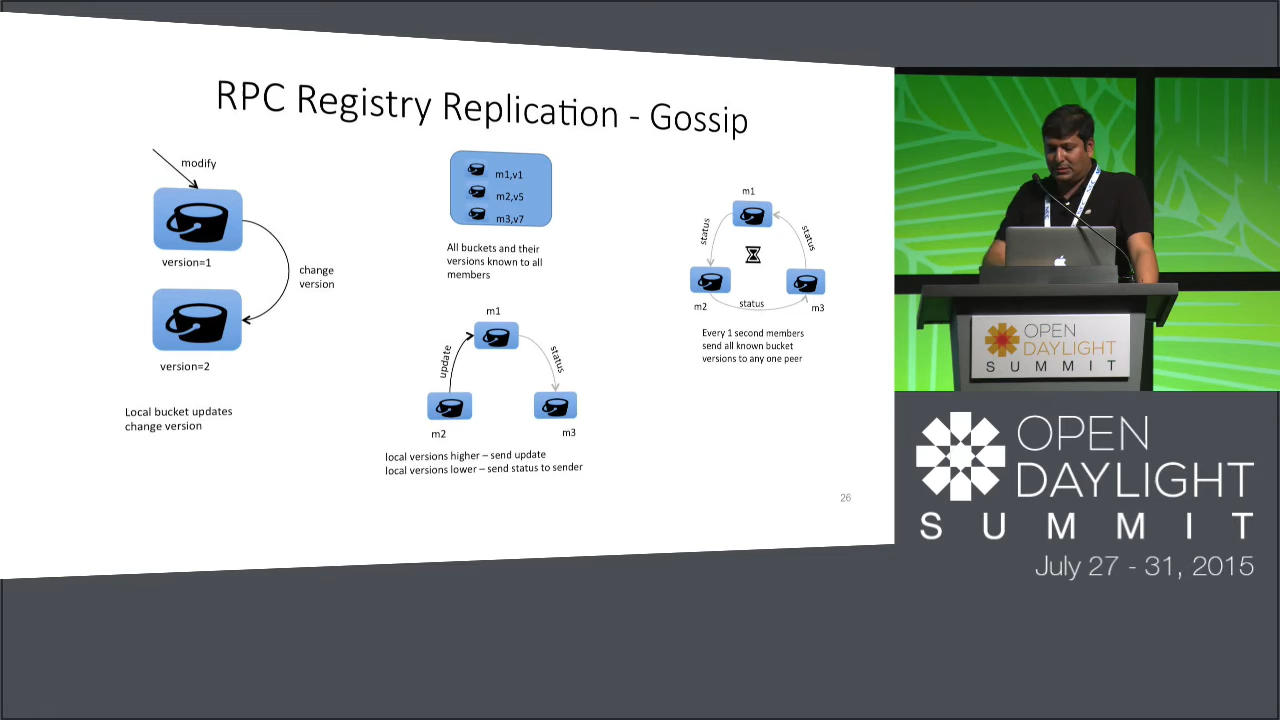 RPC Registry Replication - Gossip
modify
version=1
change
version
version=2
Local bucket updates
change version
m1,v1
m2,v5
m3,v7
All buckets and their
versions known to all
members
m1
update
status
m2
m3
local versions higher – send update
local versions lower – send status to sender
m1
status
status
m2
status
m3
Every 1 second members
send all known bucket
versions to any one peer
26
OPEN
DAYLIGHT
SUMMIT
OPEN
DAYLIGHT
SUMMIT
July 27 - 31, 2015